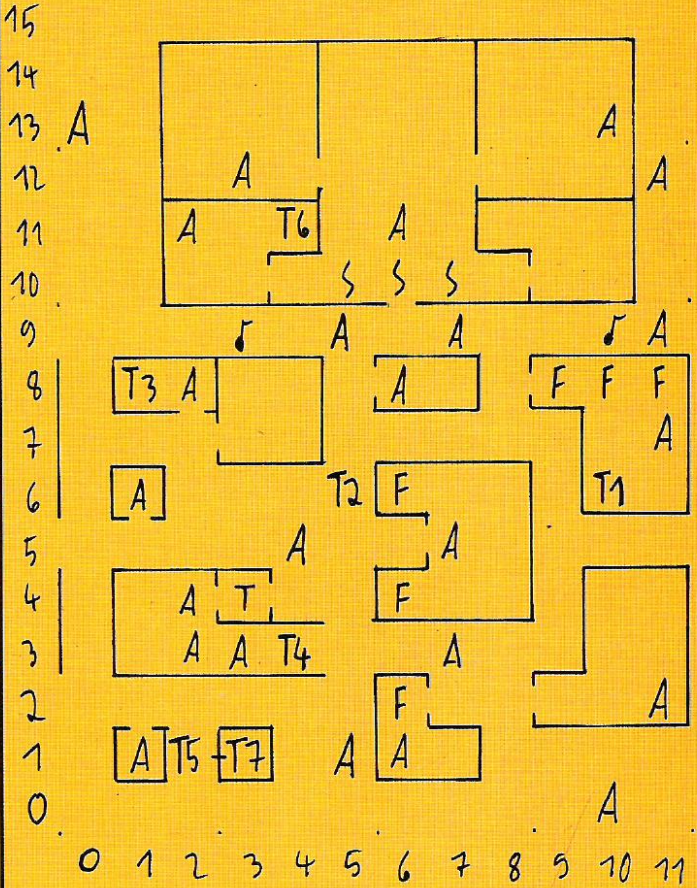 15
14
13 A A
12 A A
11 A T6 A
10 S S S
9 A A A
8 T3 A A F F F
7 A
6 A T2 F T1
5 A A
4 A T F
3 A A T4 A
2 F A
1 A T5 T7 A A
0 A
0 1 2 3 4 5 6 7 8 9 10 11